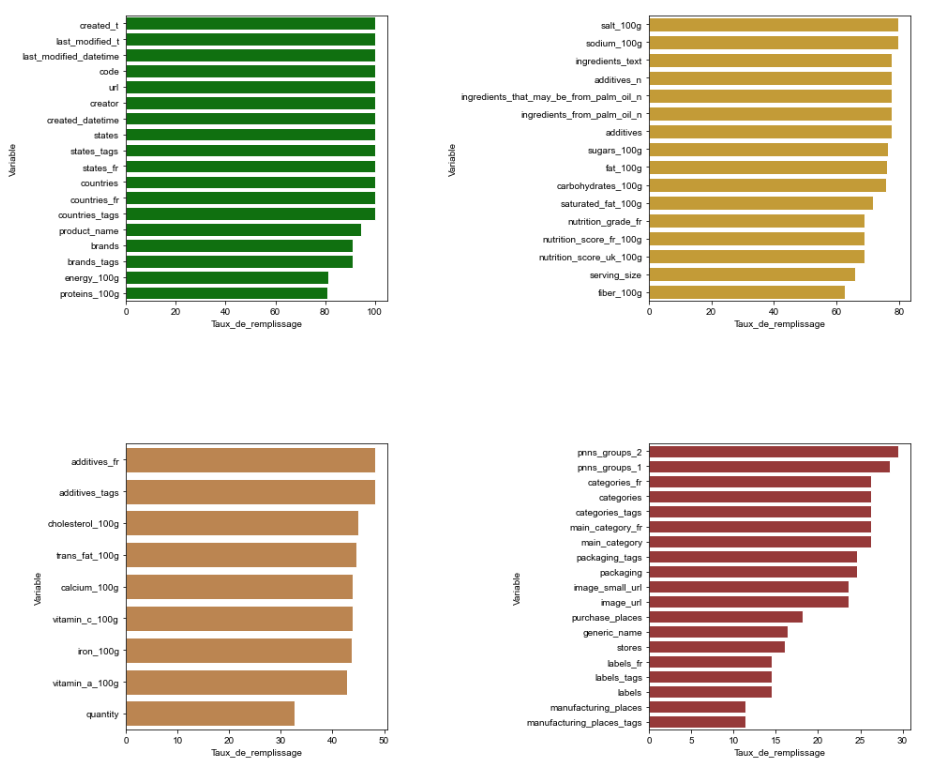 created_t
last_modified_t
last_modified_datetime
code
url
creator
created_datetime
states
states_tags
states_fr
countries
countries_fr
countries_tags
product_name
brands
brands_tags
energy_100g
proteins_100g
Variable
0 20 40 60 80 100
Taux_de_remplissage
salt_100g
sodium_100g
ingredients_text
additives_n
ingredients_that_may_be_from_palm_oil_n
ingredients_from_palm_oil_n
additives
sugars_100g
fat_100g
carbohydrates_100g
saturated_fat_100g
nutrition_grade_fr
nutrition_score_fr_100g
nutrition_score_uk_100g
serving_size
fiber_100g
Variable
0 20 40 60 80
Taux_de_remplissage
additives_fr
additives_tags
cholesterol_100g
trans_fat_100g
calcium_100g
vitamin_c_100g
iron_100g
vitamin_a_100g
quantity
Variable
0 10 20 30 40 50
Taux_de_remplissage
pnns_groups_2
pnns_groups_1
categories_fr
categories
categories_tags
main_category_fr
main_category
packaging_tags
packaging
image_small_url
image_url
purchase_places
generic_name
stores
labels_fr
labels_tags
labels
manufacturing_places
manufacturing_places_tags
Variable
0 5 10 15 20 25 30
Taux_de_remplissage